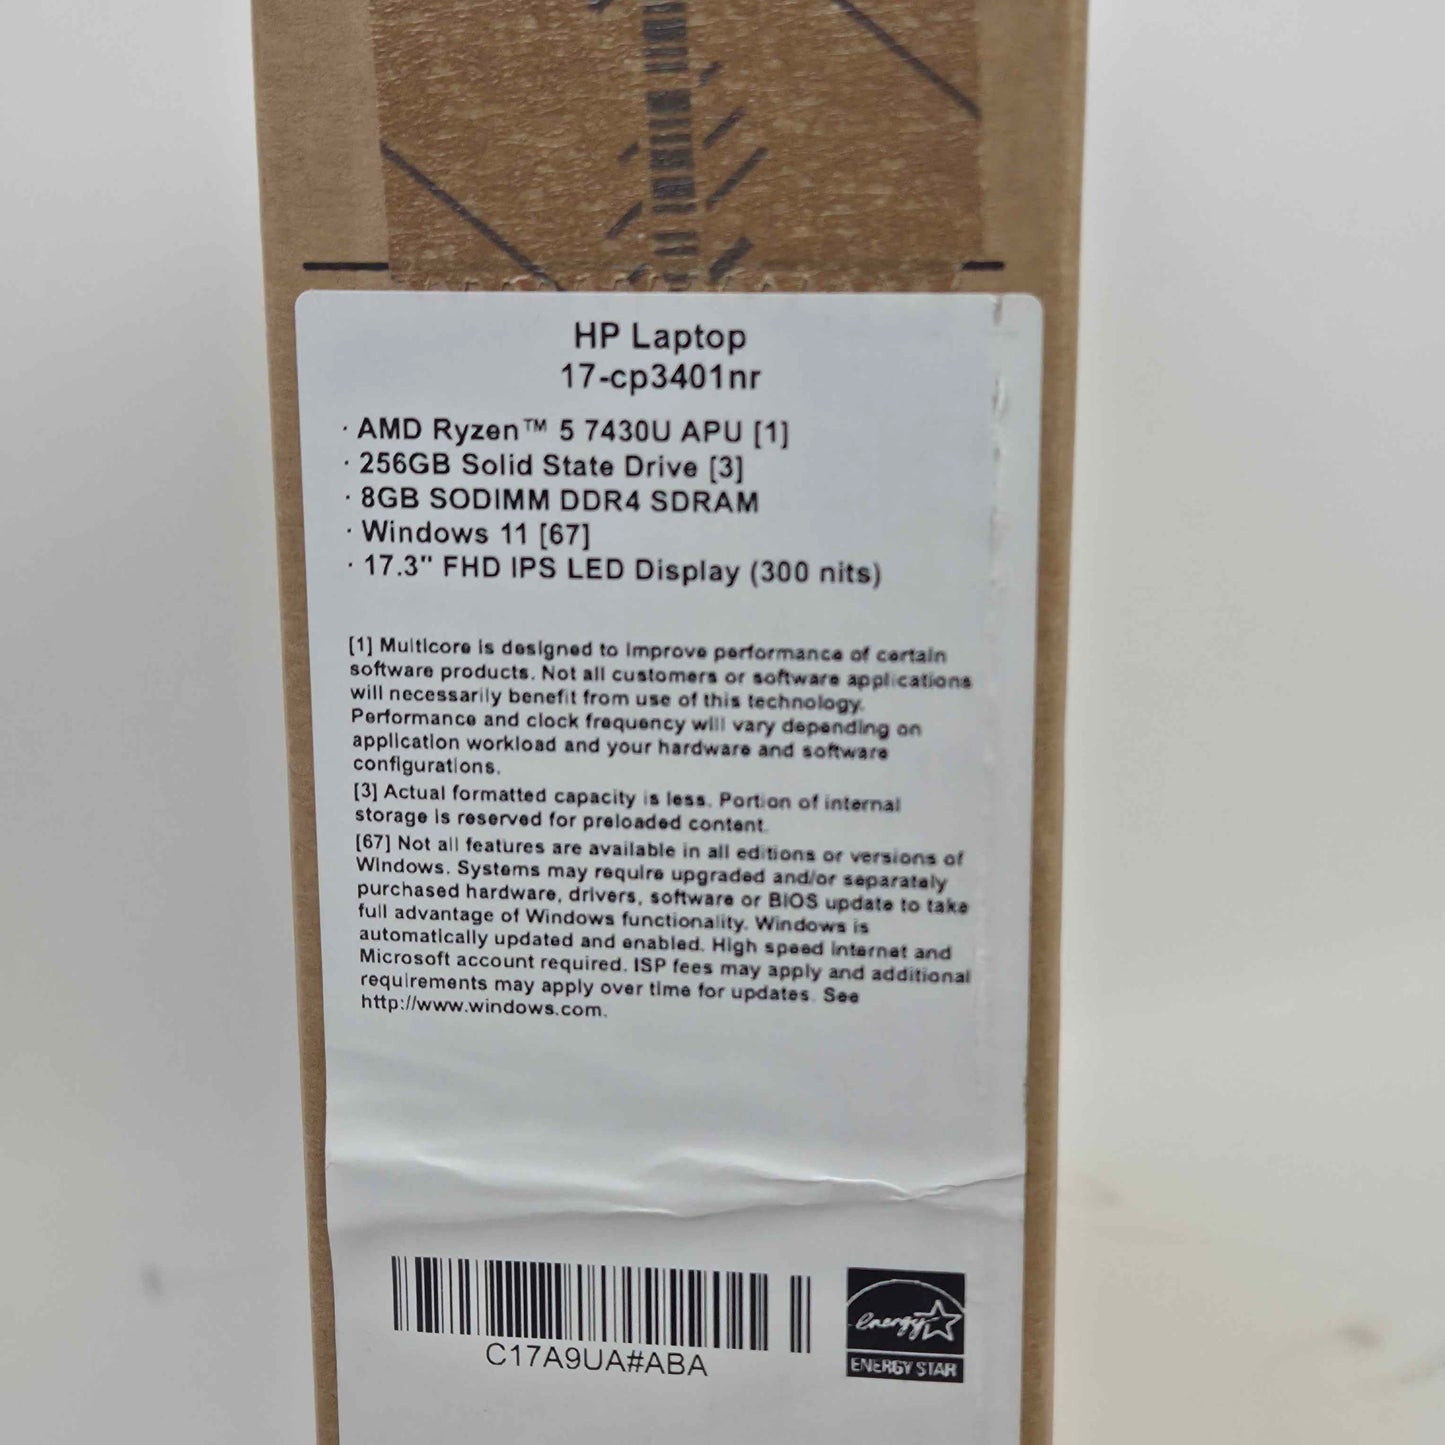 HP Laptop
17-cp3401nr
· AMD Ryzen™ 5 7430U APU [1]
· 256GB Solid State Drive [3]
· 8GB SODIMM DDR4 SDRAM
· Windows 11 [67]
· 17.3" FHD IPS LED Display (300 nits)
[1] Multicore is designed to improve performance of certain
software products. Not all customers or software applications
will necessarily benefit from use of this technology.
Performance and clock frequency will vary depending on
application workload and your hardware and software
configurations.
[3] Actual formatted capacity is less. Portion of internal
storage is reserved for preloaded content.
[67] Not all features are available in all editions or versions of
Windows. Systems may require upgraded and/or separately
purchased hardware, drivers, software or BIOS update to take
full advantage of Windows functionality. Windows is
automatically updated and enabled. High speed internet and
Microsoft account required. ISP fees may apply and additional
requirements may apply over time for updates. See
http://www.windows.com.
C17A9UA#ABA
energy
ENERGY STAR